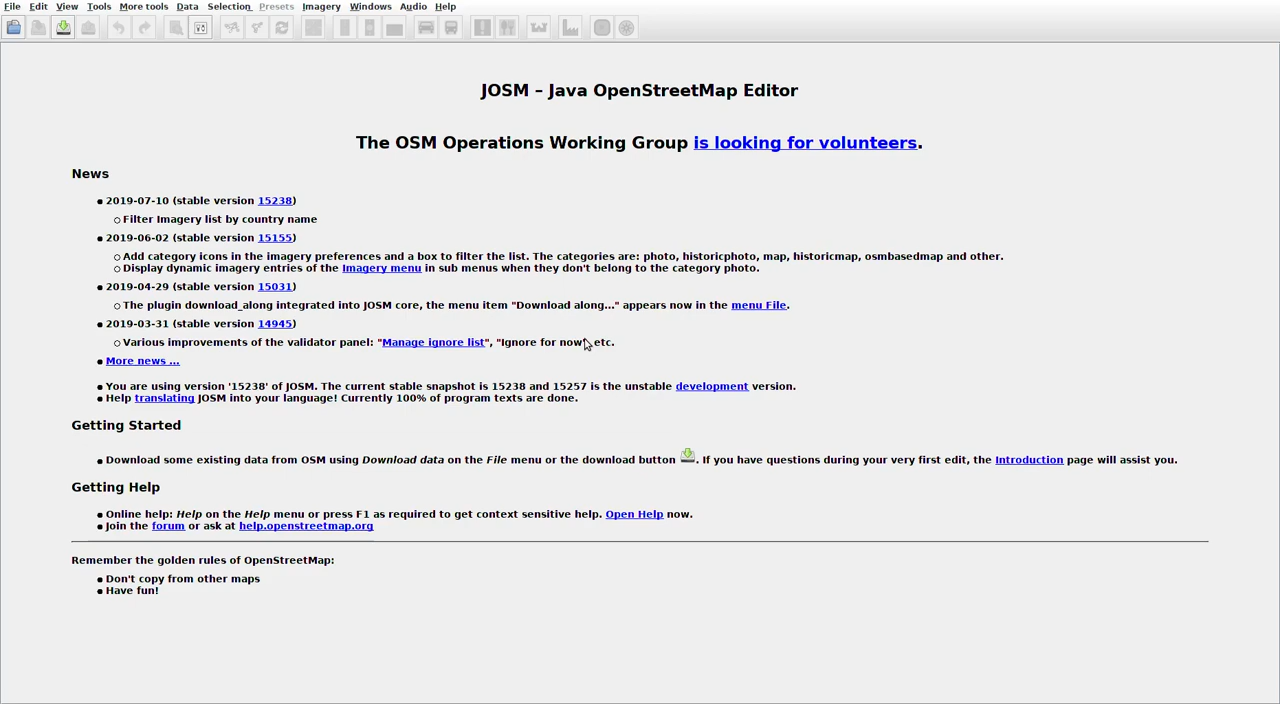 File Edit View Tools More tools Data Selection Presets Imagery Windows Audio Help
JOSM – Java OpenStreetMap Editor
The OSM Operations Working Group is looking for volunteers.
News
2019-07-10 (stable version 15238)
Filter Imagery list by country name
2019-06-02 (stable version 15155)
Add category icons in the imagery preferences and a box to filter the list. The categories are: photo, historicphoto, map, historicmap, osmbasedmap and other.
Display dynamic imagery entries of the Imagery menu in sub menus when they don't belong to the category photo.
2019-04-29 (stable version 15031)
The plugin download_along integrated into JOSM core, the menu item "Download along..." appears now in the menu File.
2019-03-31 (stable version 14945)
Various improvements of the validator panel: "Manage ignore list", "Ignore for now", etc.
More news ...
You are using version '15238' of JOSM. The current stable snapshot is 15238 and 15257 is the unstable development version.
Help translating JOSM into your language! Currently 100% of program texts are done.
Getting Started
Download some existing data from OSM using Download data on the File menu or the download button . If you have questions during your very first edit, the Introduction page will assist you.
Getting Help
Online help: Help on the Help menu or press F1 as required to get context sensitive help. Open Help now.
Join the forum or ask at help.openstreetmap.org
Remember the golden rules of OpenStreetMap:
Don't copy from other maps
Have fun!